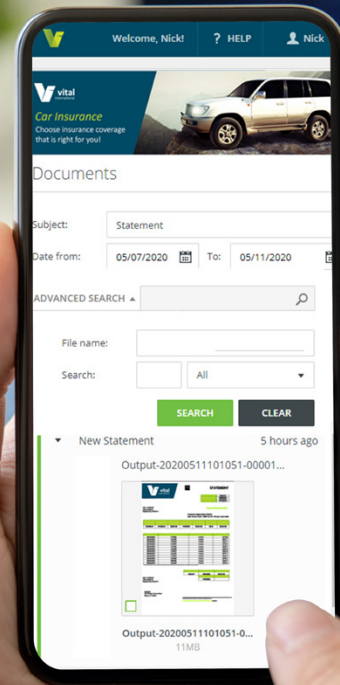 Welcome, Nick!
? HELP
Nick
vital
Car Insurance
Choose insurance coverage
that is right for you!
Documents
Subject:
Statement
Date from:
05/07/2020
To:
05/11/2020
ADVANCED SEARCH
File name:
Search:
All
SEARCH
CLEAR
New Statement
5 hours ago
Output-20200511101051-00001...
vital
STATEMENT
Output-20200511101051-0...
11MB